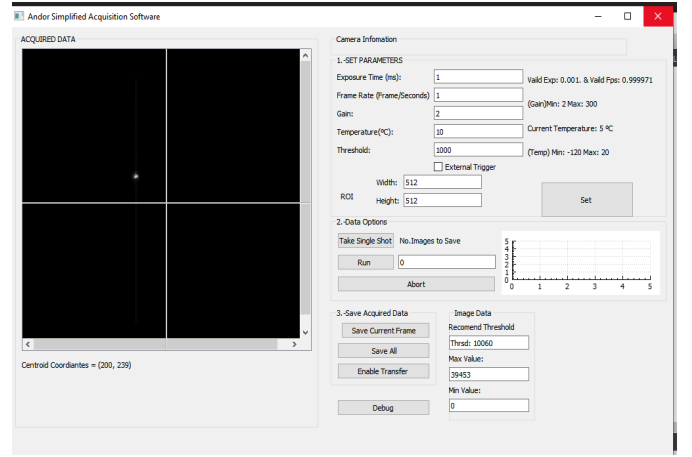 Andor Simplified Acquisition Software
ACQUIRED DATA
Centroid Coordiantes = (200, 239)
Camera Infomation
1.-SET PARAMETERS
Exposure Time (ms): 1 Vaild Exp: 0.001. & Vaild Fps: 0.999971
Frame Rate (Frame/Seconds) 1
(Gain)Min: 2 Max: 300
Gain: 2
Temperature(ºC): 10 Current Temperature: 5 ºC
Threshold: 1000 (Temp) Min: -120 Max: 20
External Trigger
Width: 512
ROI
Height: 512
Set
2.-Data Options
Take Single Shot No.Images to Save
Run 0
Abort
5
4
3
2
1
0
0 1 2 3 4 5
3.-Save Acquired Data
Save Current Frame
Save All
Enable Transfer
Debug
Image Data
Recomend Threshold
Thrsd: 10060
Max Value:
39453
Min Value:
0